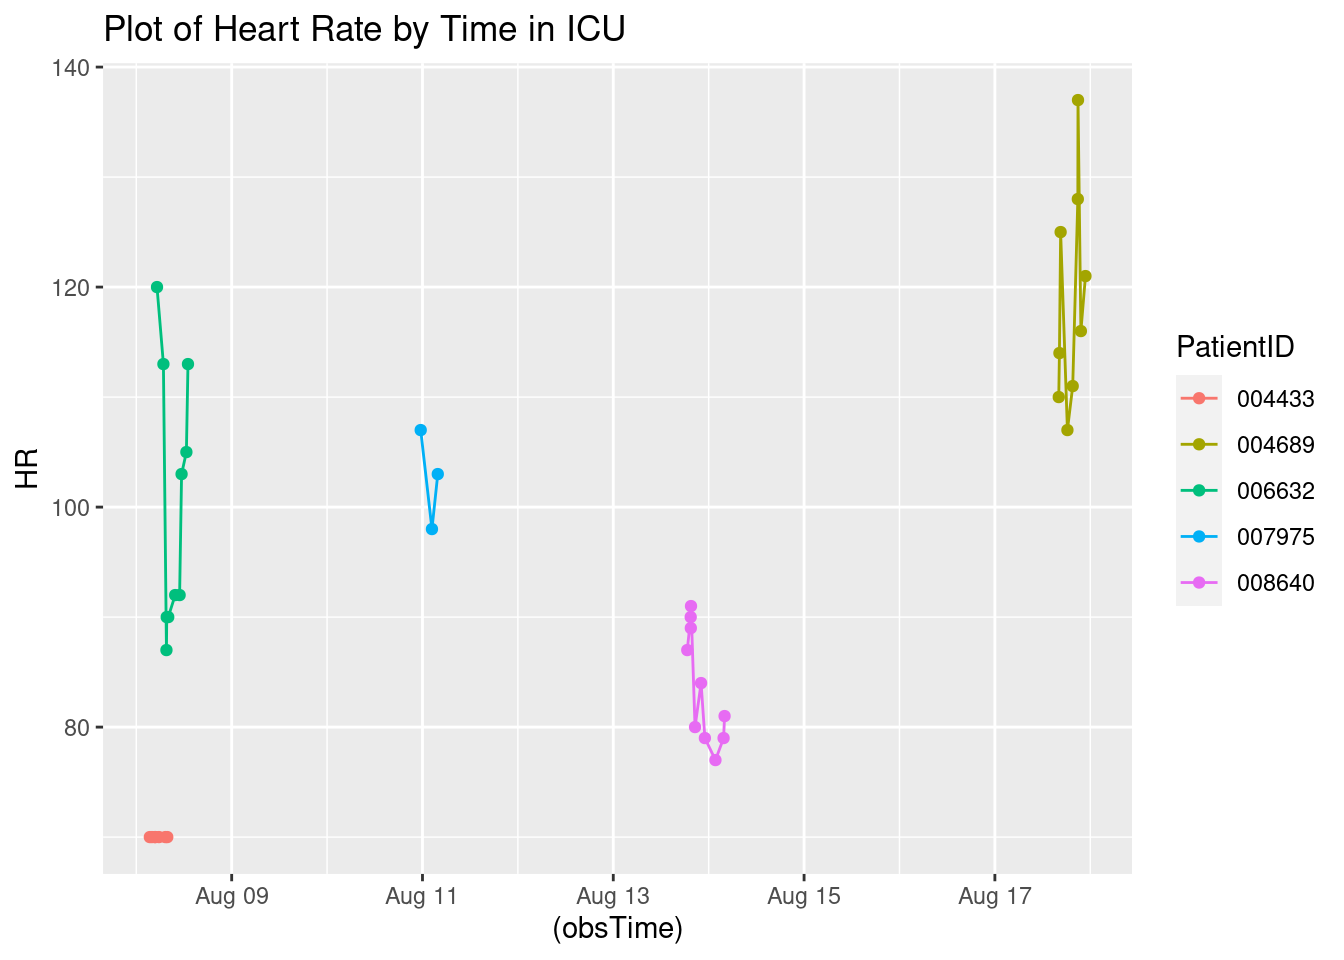 Plot of Heart Rate by Time in ICU
140
120
100
80
HR
Aug 09
Aug 11
Aug 13
Aug 15
Aug 17
(obsTime)
PatientID
004433
004689
006632
007975
008640